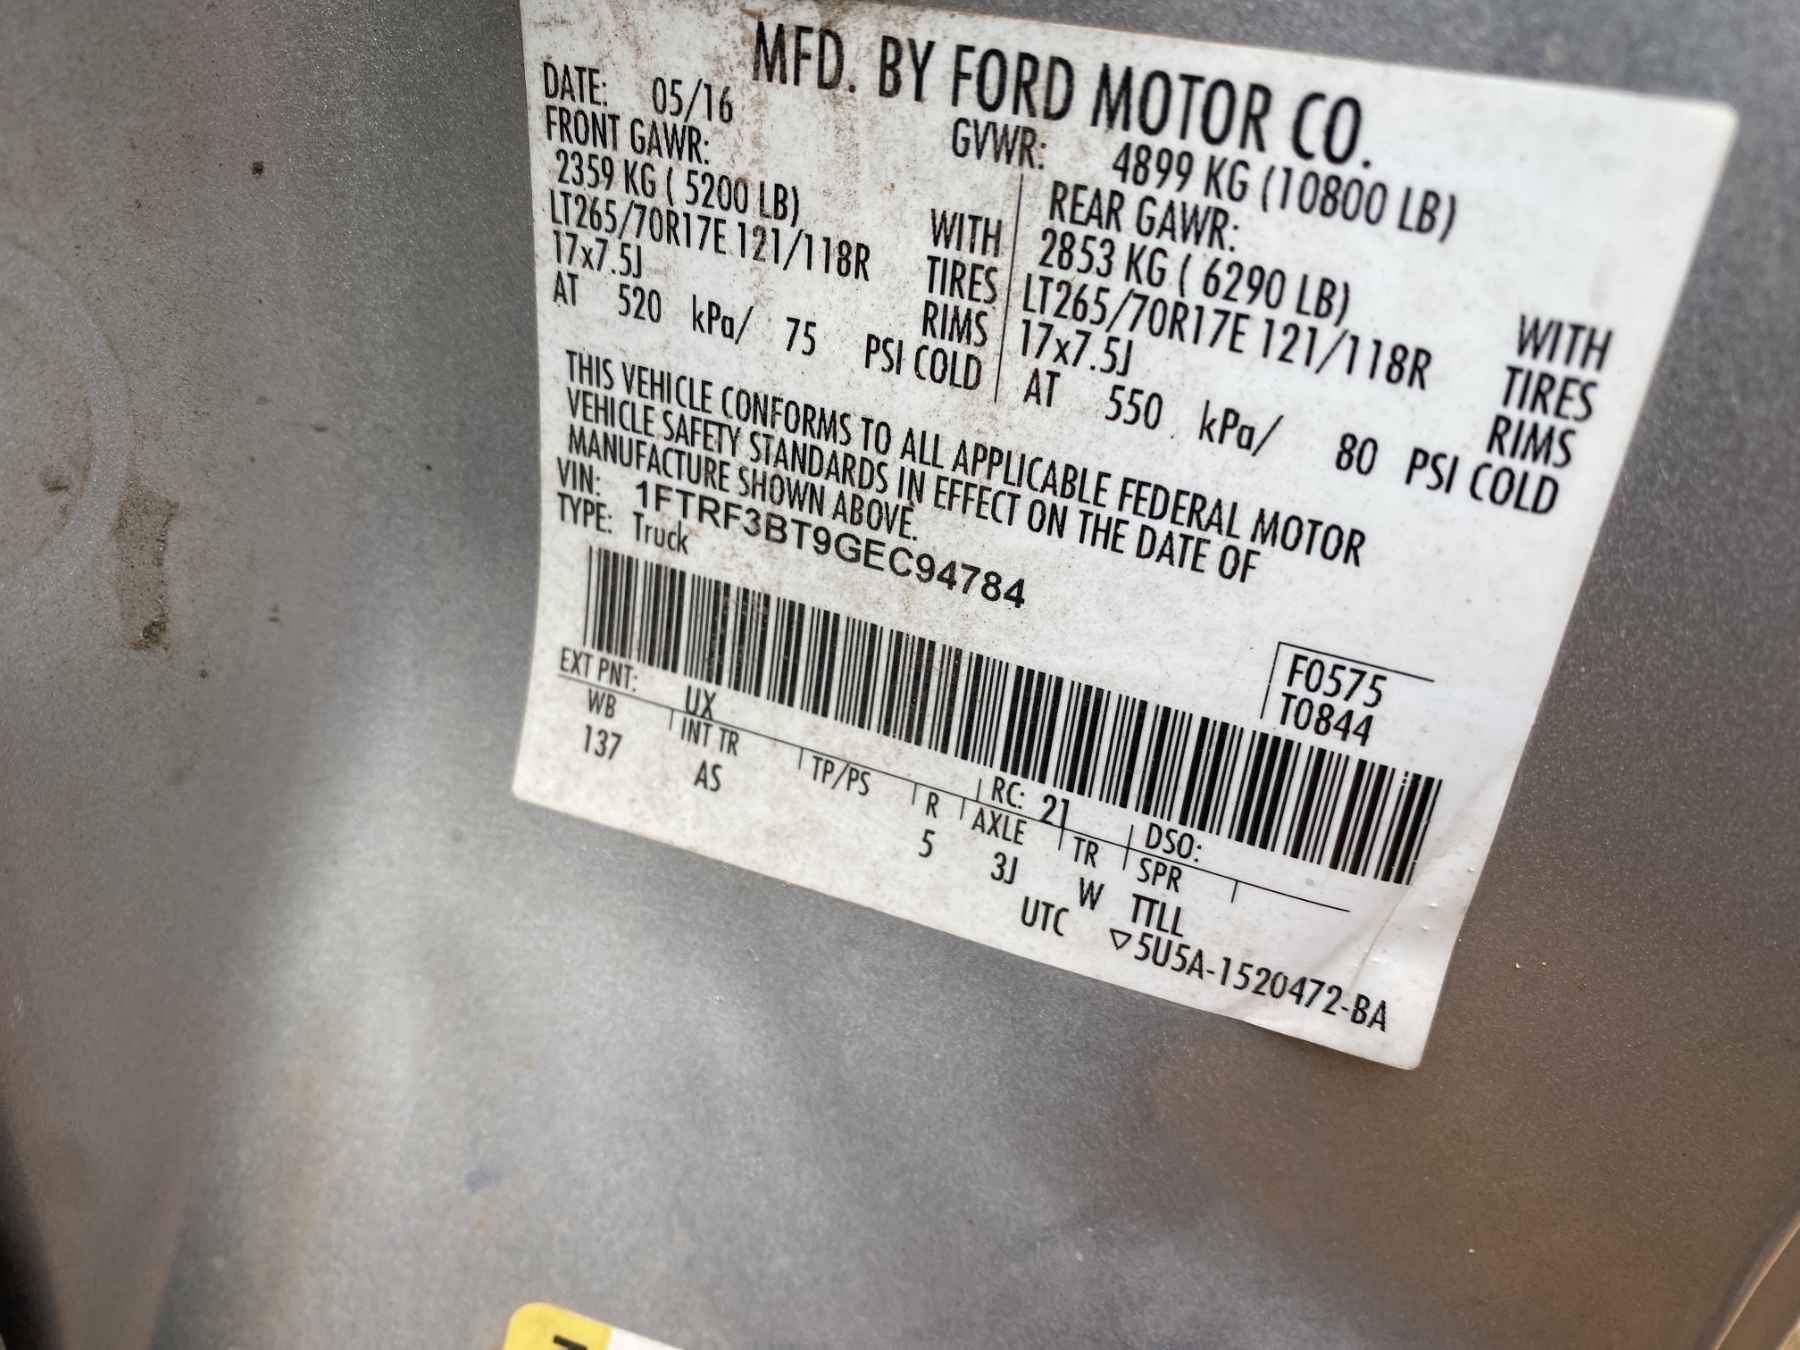 MFD. BY FORD MOTOR CO.
DATE: 05/16 GVWR: 4899 KG (10800 LB)
FRONT GAWR: REAR GAWR:
2359 KG ( 5200 LB) WITH 2853 KG ( 6290 LB) WITH
LT265/70R17E 121/118R TIRES LT265/70R17E 121/118R TIRES
17x7.5J RIMS 17x7.5J RIMS
AT 520 kPa/ 75 PSI COLD AT 550 kPa/ 80 PSI COLD
THIS VEHICLE CONFORMS TO ALL APPLICABLE FEDERAL MOTOR
VEHICLE SAFETY STANDARDS IN EFFECT ON THE DATE OF
MANUFACTURE SHOWN ABOVE.
VIN: 1FTRF3BT9GEC94784
TYPE: Truck
F0575
T0844
EXT PNT: UX RC: 21 DSO:
WB INT TR TP/PS R AXLE TR SPR
137 AS 5 3J W TTLL
UTC ▽5U5A-1520472-BA